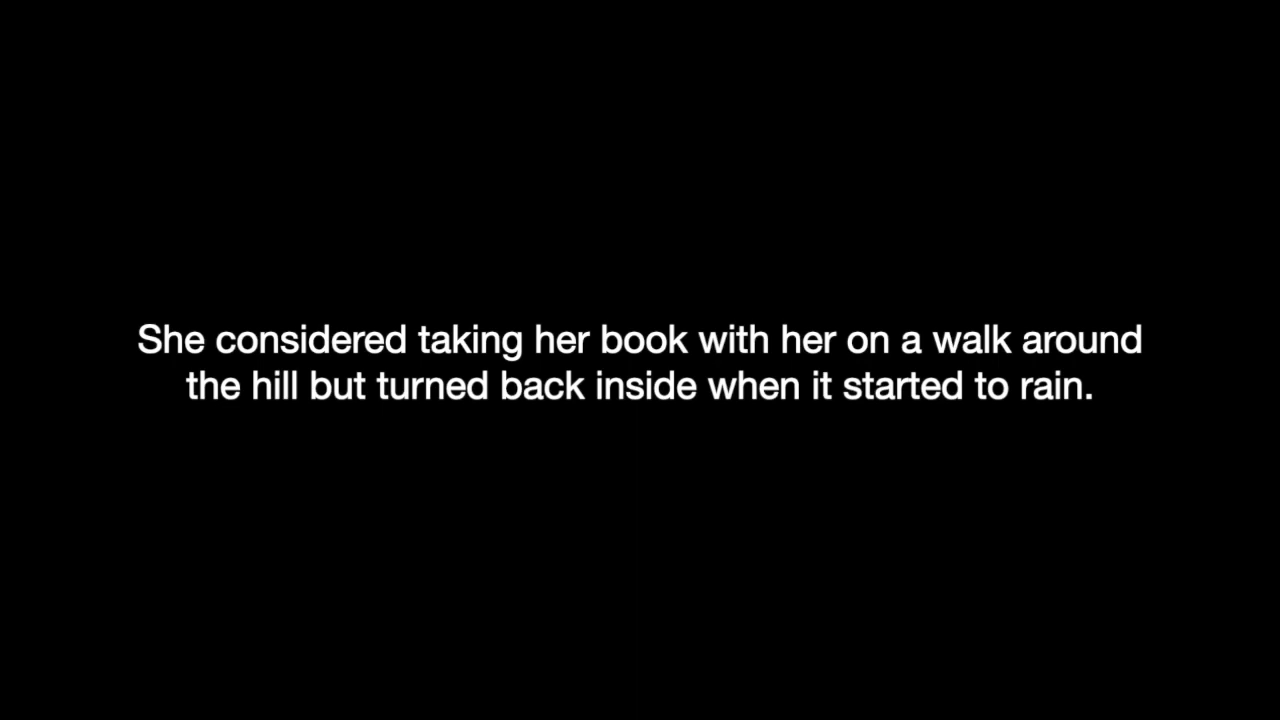 She considered taking her book with her on a walk around
the hill but turned back inside when it started to rain.